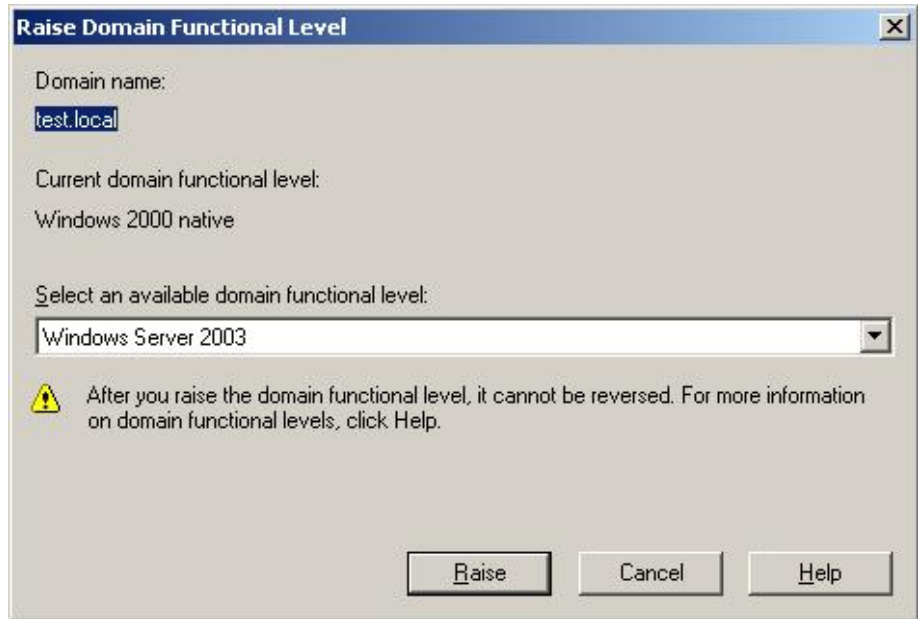 Raise Domain Functional Level
Domain name:
test.local
Current domain functional level:
Windows 2000 native
Select an available domain functional level:
Windows Server 2003
After you raise the domain functional level, it cannot be reversed. For more information
on domain functional levels, click Help.
Raise Cancel Help